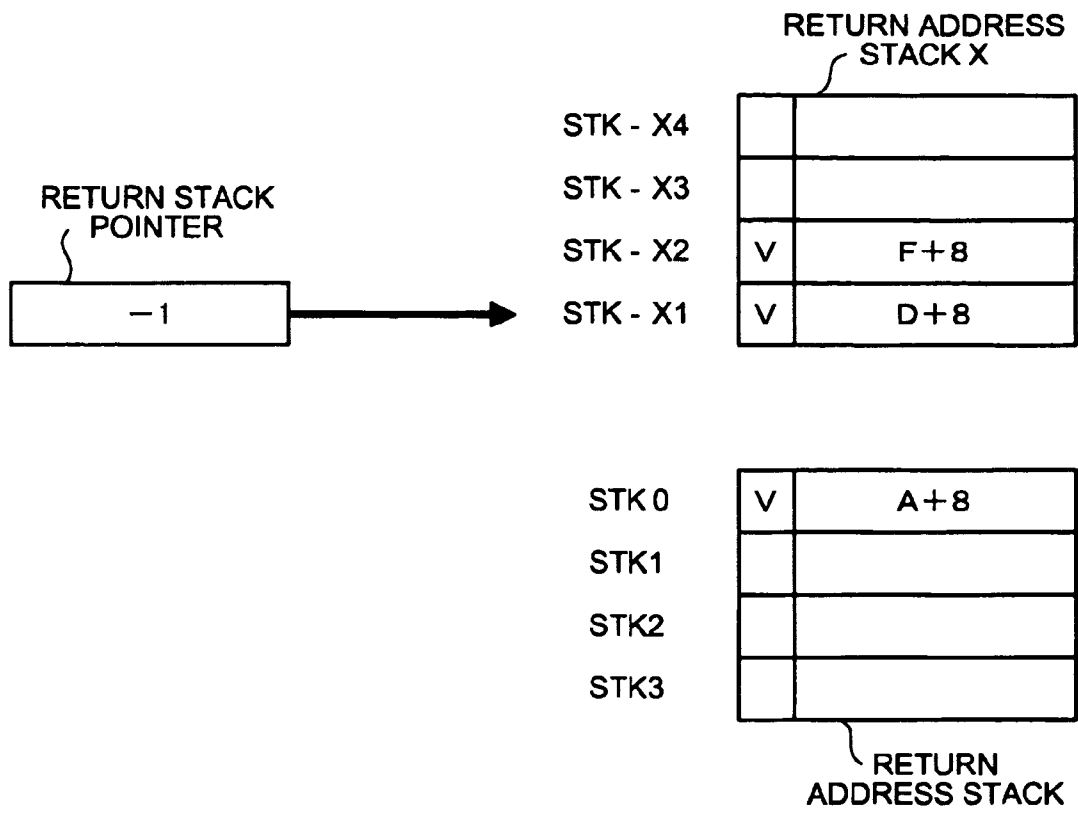 RETURN ADDRESS
STACK X
STK - X4
STK - X3
RETURN STACK
POINTER
STK - X2 V F+8
−1 STK - X1 V D+8
STK 0 V A+8
STK1
STK2
STK3
RETURN
ADDRESS STACK